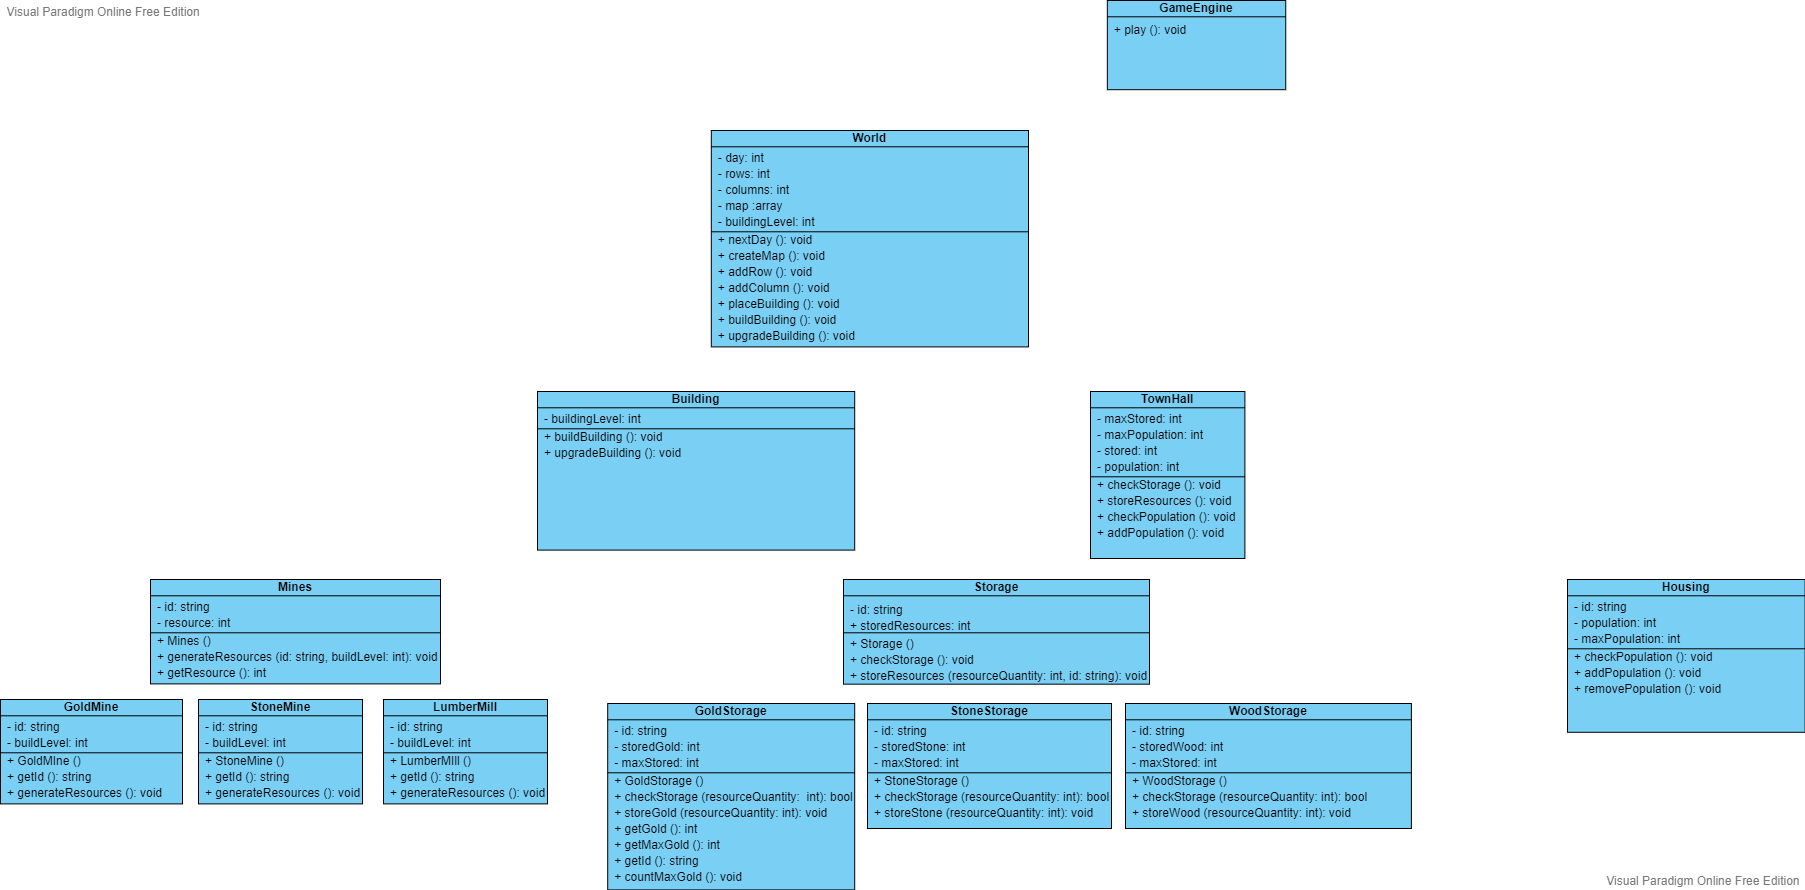 Visual Paradigm Online Free Edition
GameEngine
+ play (): void
World
- day: int
- rows: int
- columns: int
- map :array
- buildingLevel: int
+ nextDay (): void
+ createMap (): void
+ addRow (): void
+ addColumn (): void
+ placeBuilding (): void
+ buildBuilding (): void
+ upgradeBuilding (): void
Building
- buildingLevel: int
+ buildBuilding (): void
+ upgradeBuilding (): void
TownHall
- maxStored: int
- maxPopulation: int
- stored: int
- population: int
+ checkStorage (): void
+ storeResources (): void
+ checkPopulation (): void
+ addPopulation (): void
Mines
- id: string
- resource: int
+ Mines ()
+ generateResources (id: string, buildLevel: int): void
+ getResource (): int
Storage
- id: string
+ storedResources: int
+ Storage ()
+ checkStorage (): void
+ storeResources (resourceQuantity: int, id: string): void
Housing
- id: string
- population: int
- maxPopulation: int
+ checkPopulation (): void
+ addPopulation (): void
+ removePopulation (): void
GoldMine
- id: string
- buildLevel: int
+ GoldMIne ()
+ getId (): string
+ generateResources (): void
StoneMine
- id: string
- buildLevel: int
+ StoneMine ()
+ getId (): string
+ generateResources (): void
LumberMill
- id: string
- buildLevel: int
+ LumberMIll ()
+ getId (): string
+ generateResources (): void
GoldStorage
- id: string
- storedGold: int
- maxStored: int
+ GoldStorage ()
+ checkStorage (resourceQuantity:  int): bool
+ storeGold (resourceQuantity: int): void
+ getGold (): int
+ getMaxGold (): int
+ getId (): string
+ countMaxGold (): void
StoneStorage
- id: string
- storedStone: int
- maxStored: int
+ StoneStorage ()
+ checkStorage (resourceQuantity: int): bool
+ storeStone (resourceQuantity: int): void
WoodStorage
- id: string
- storedWood: int
- maxStored: int
+ WoodStorage ()
+ checkStorage (resourceQuantity: int): bool
+ storeWood (resourceQuantity: int): void
Visual Paradigm Online Free Edition